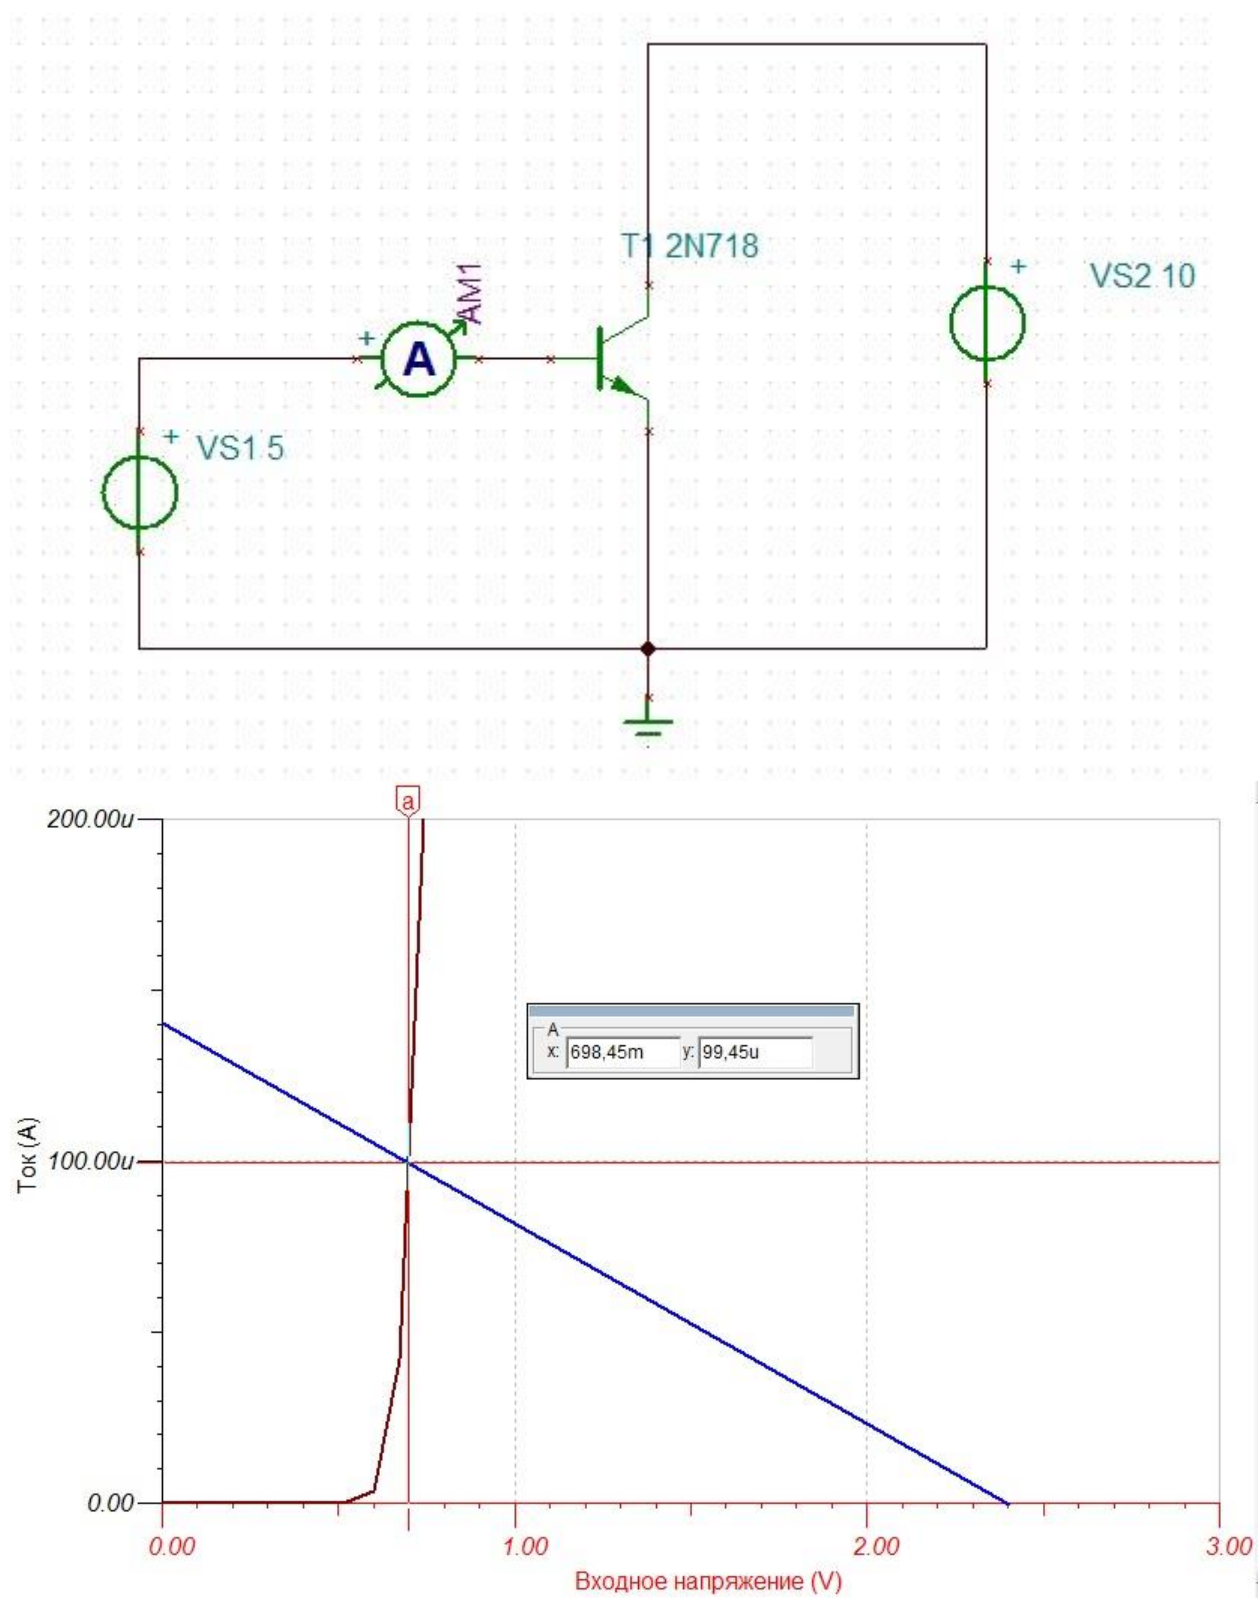 T1 2N718
+
VS2 10
AM1
+
A
+
VS1 5
a
200.00u
A
x: 698,45m y: 99,45u
Ток (A)
100.00u
0.00
0.00 1.00 2.00 3.00
Входное напряжение (V)